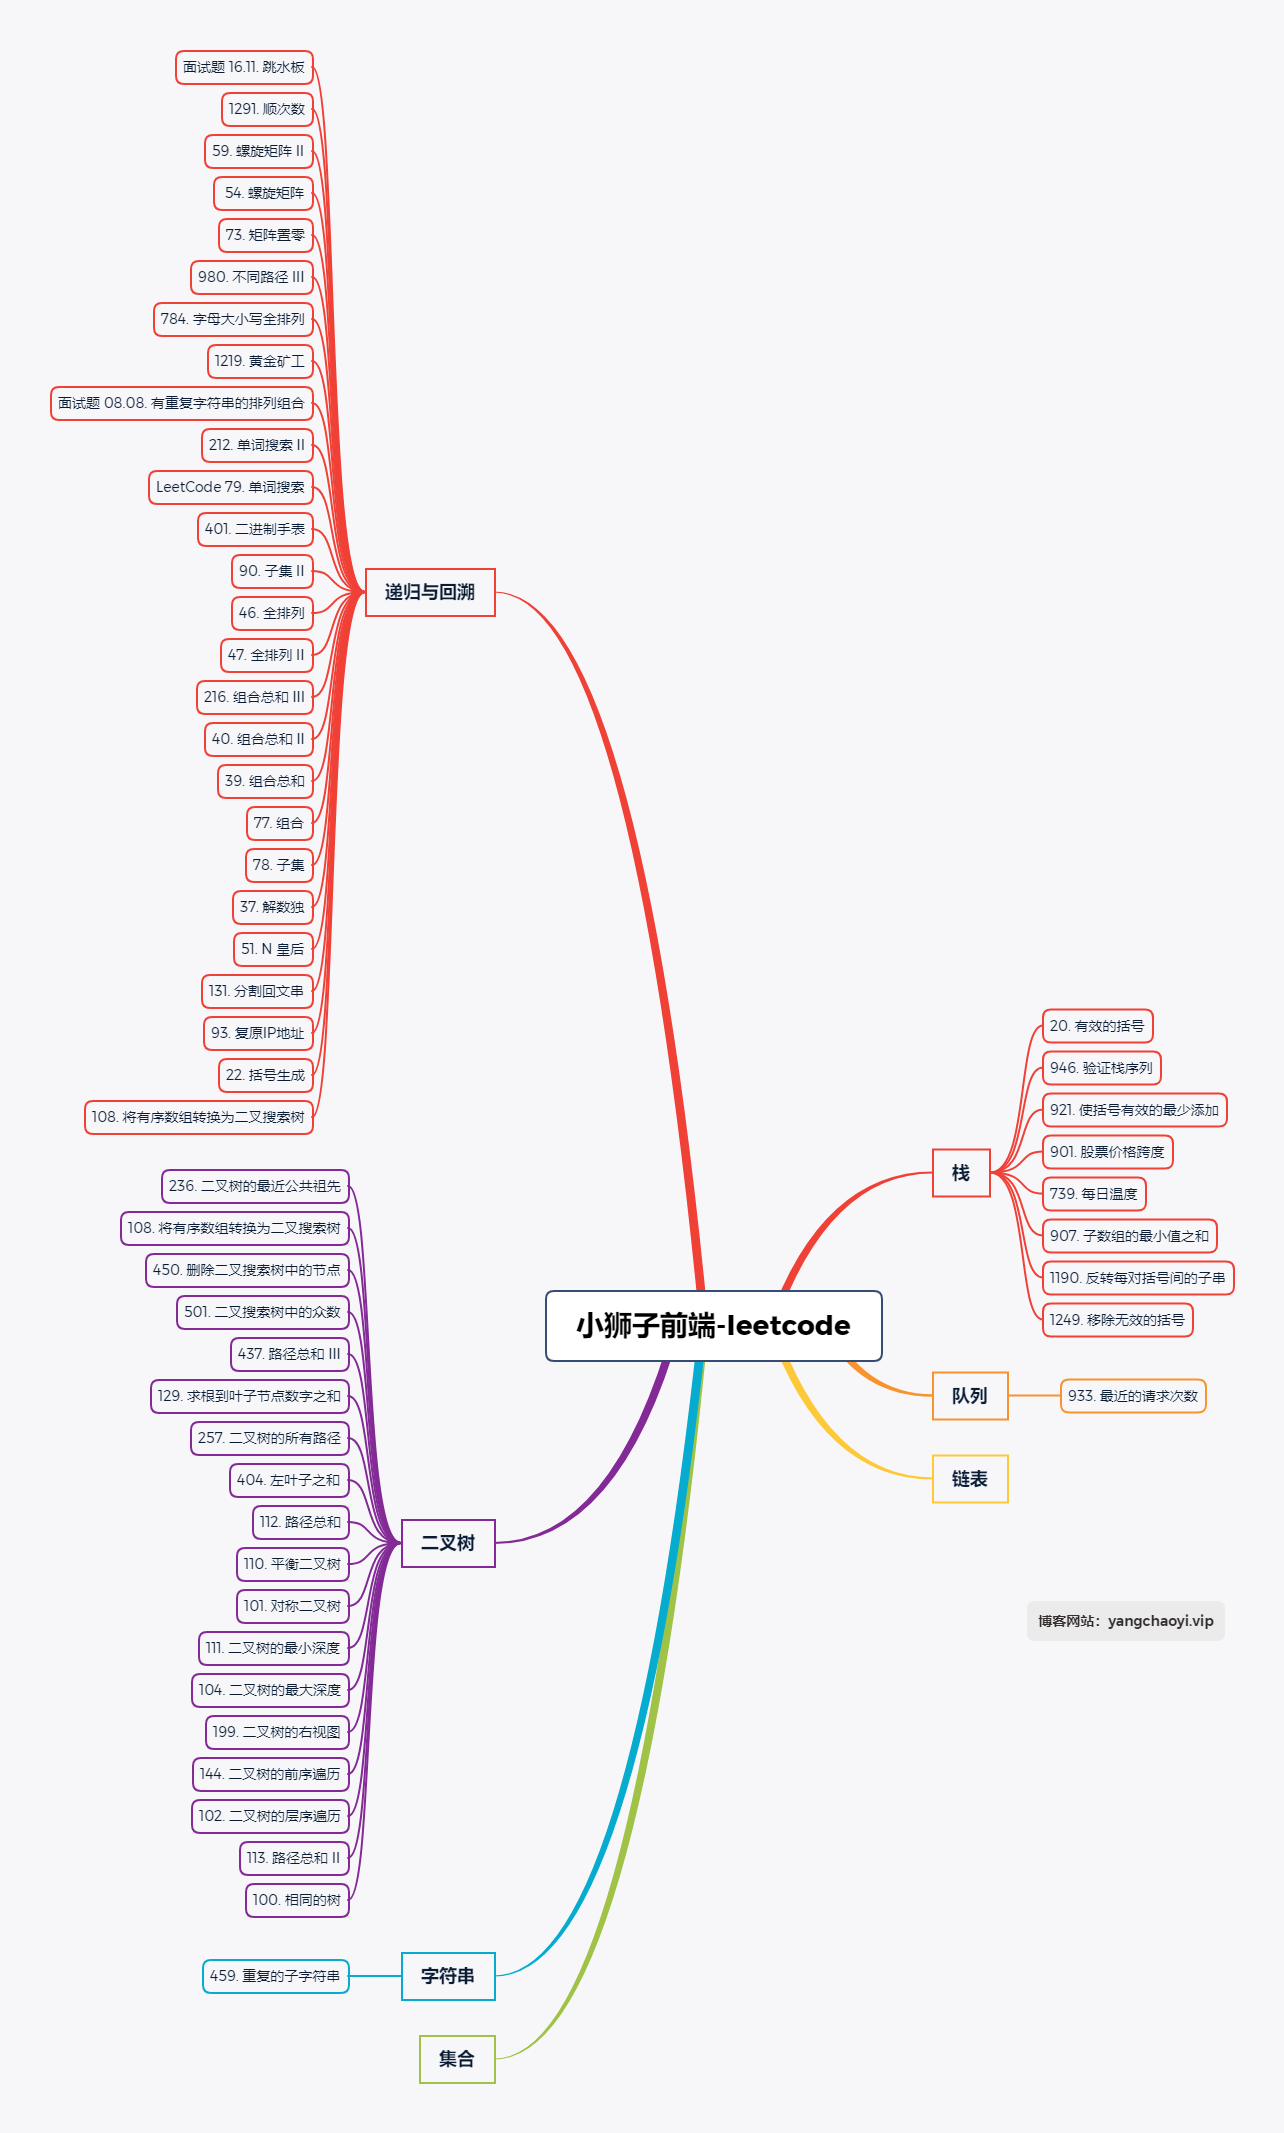 面试题 16.11. 跳水板
1291. 顺次数
59. 螺旋矩阵 II
54. 螺旋矩阵
73. 矩阵置零
980. 不同路径 III
784. 字母大小写全排列
1219. 黄金矿工
面试题 08.08. 有重复字符串的排列组合
212. 单词搜索 II
LeetCode 79. 单词搜索
401. 二进制手表
90. 子集 II
46. 全排列
47. 全排列 II
216. 组合总和 III
40. 组合总和 II
39. 组合总和
77. 组合
78. 子集
37. 解数独
51. N 皇后
131. 分割回文串
93. 复原IP地址
22. 括号生成
108. 将有序数组转换为二叉搜索树
递归与回溯
236. 二叉树的最近公共祖先
108. 将有序数组转换为二叉搜索树
450. 删除二叉搜索树中的节点
501. 二叉搜索树中的众数
437. 路径总和 III
129. 求根到叶子节点数字之和
257. 二叉树的所有路径
404. 左叶子之和
112. 路径总和
110. 平衡二叉树
101. 对称二叉树
111. 二叉树的最小深度
104. 二叉树的最大深度
199. 二叉树的右视图
144. 二叉树的前序遍历
102. 二叉树的层序遍历
113. 路径总和 II
100. 相同的树
二叉树
459. 重复的子字符串
字符串
集合
小狮子前端-leetcode
栈
20. 有效的括号
946. 验证栈序列
921. 使括号有效的最少添加
901. 股票价格跨度
739. 每日温度
907. 子数组的最小值之和
1190. 反转每对括号间的子串
1249. 移除无效的括号
队列
933. 最近的请求次数
链表
博客网站：yangchaoyi.vip